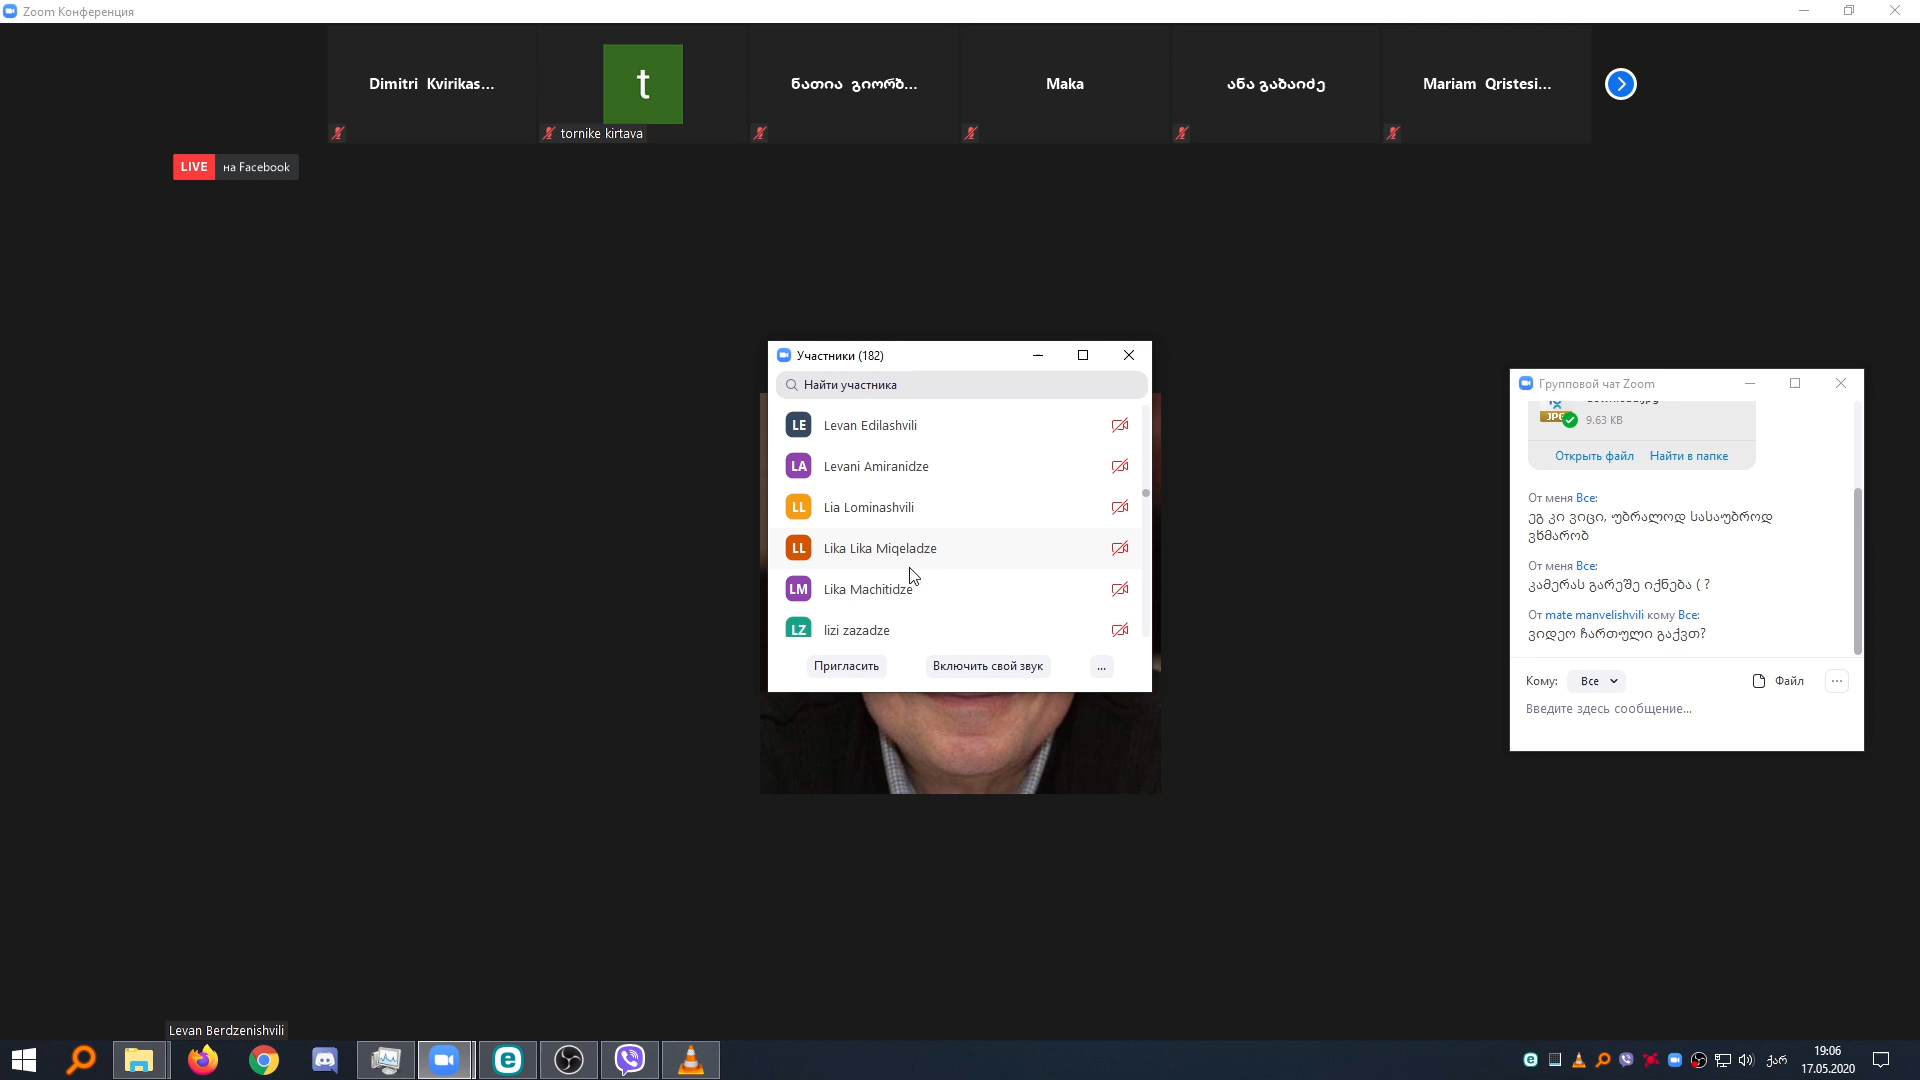 Zoom Конференция
Dimitri Kvirikas...
t
ნათია გიორბ...
Maka
ანა გაბაიძე
Mariam Qristesi...
tornike kirtava
LIVE на Facebook
Участники (182)
Найти участника
LE Levan Edilashvili
LA Levani Amiranidze
LL Lia Lominashvili
LL Lika Lika Miqeladze
LM Lika Machitidze
LZ lizi zazadze
Пригласить
Включить свой звук
...
Групповой чат Zoom
JPG
9.63 KB
Открыть файл Найти в папке
От меня Все:
ეგ კი ვიცი, უბრალოდ სასაუბროდ
ვხმარობ
От меня Все:
კამერას გარეშე იქნება ( ?
От mate manvelishvili кому Все:
ვიდეო ჩართული გაქვთ?
Кому: Все
Файл
...
Введите здесь сообщение...
Levan Berdzenishvili
ქარ
19:06
17.05.2020